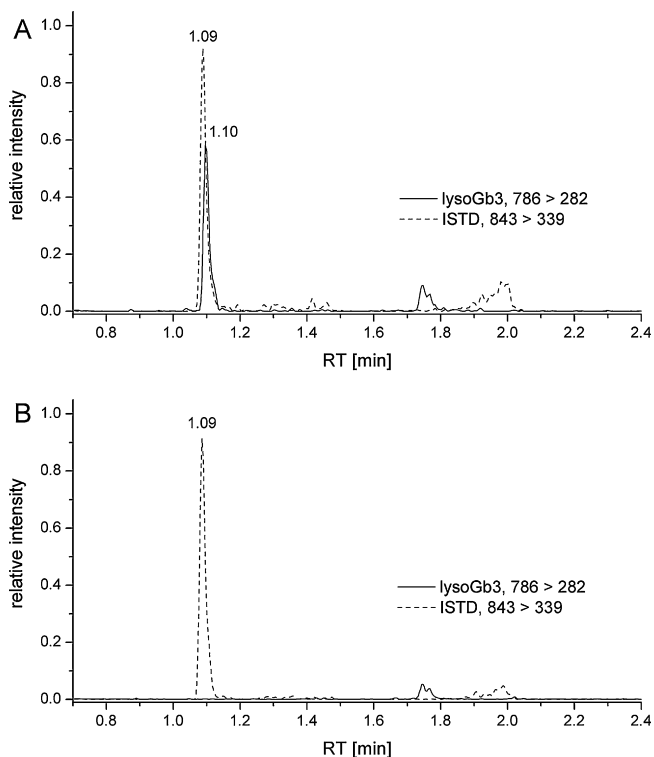 A
1.09
1.10
relative intensity
1.0
0.8
0.6
0.4
0.2
0.0
lysoGb3, 786 > 282
ISTD, 843 > 339
0.8 1.0 1.2 1.4 1.6 1.8 2.0 2.2 2.4
RT [min]
B
1.09
relative intensity
1.0
0.8
0.6
0.4
0.2
0.0
lysoGb3, 786 > 282
ISTD, 843 > 339
0.8 1.0 1.2 1.4 1.6 1.8 2.0 2.2 2.4
RT [min]